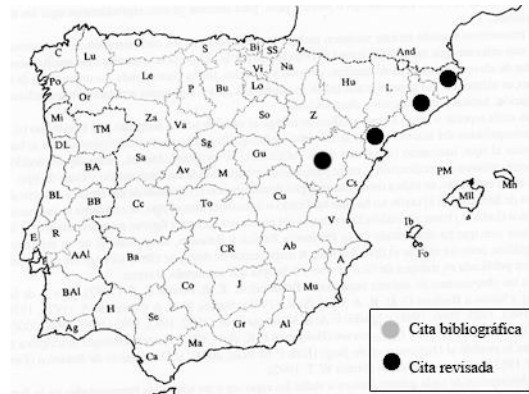 C
Lu
O
S
Bi
SS
Na
And
Po
Or
Le
P
Bu
Vi
Lo
Hu
L
Mi
TM
Za
Va
So
Z
DL
Sg
BA
Sa
Av
M
Gu
BL
BB
Cc
To
Cu
Cs
PM
Mll
Mn
E
R
AAl
Ba
CR
Ab
V
Ib
Fo
A
BAl
H
Co
J
Mu
Ag
Se
Gr
Al
Ca
Ma
Cita bibliográfica
Cita revisada